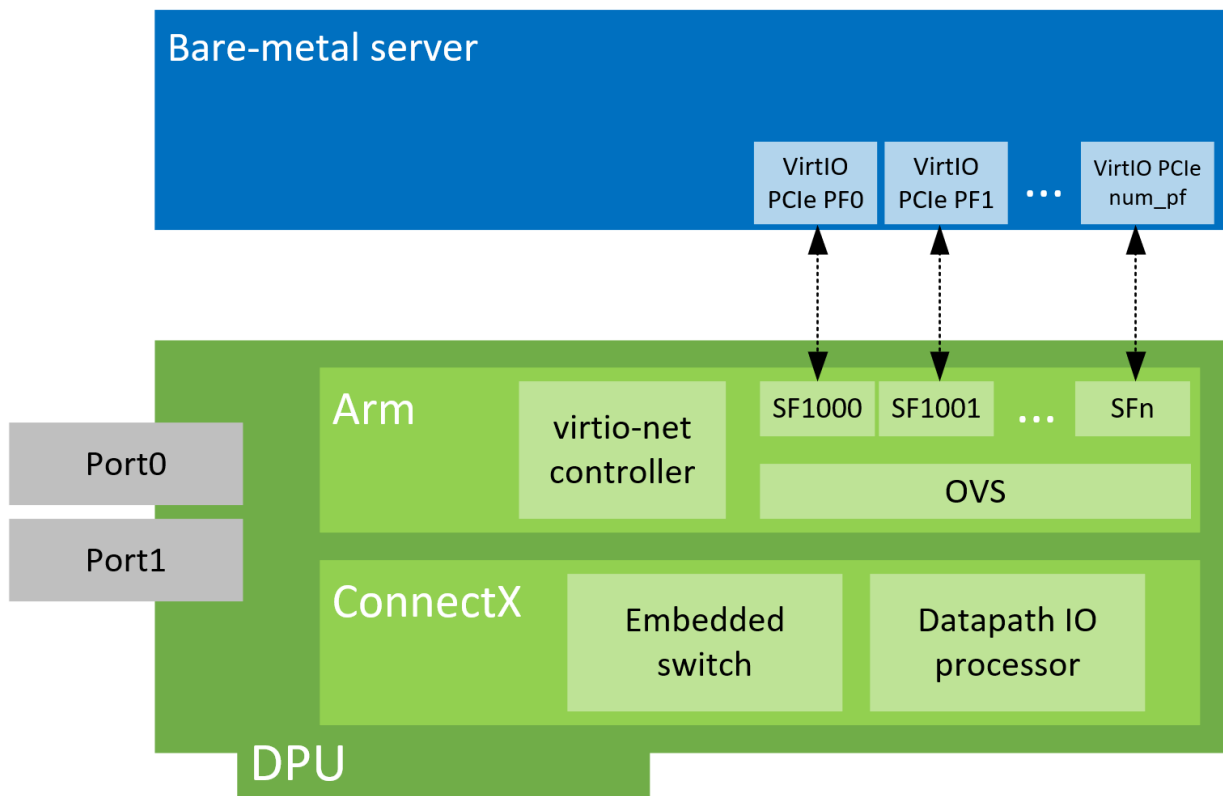 Bare-metal server
VirtIO
PCIe PF0
VirtIO
PCIe PF1
...
VirtIO PCIe
num_pf
Arm
virtio-net
controller
SF1000
SF1001
...
SFn
OVS
Port0
Port1
ConnectX
Embedded
switch
Datapath IO
processor
DPU